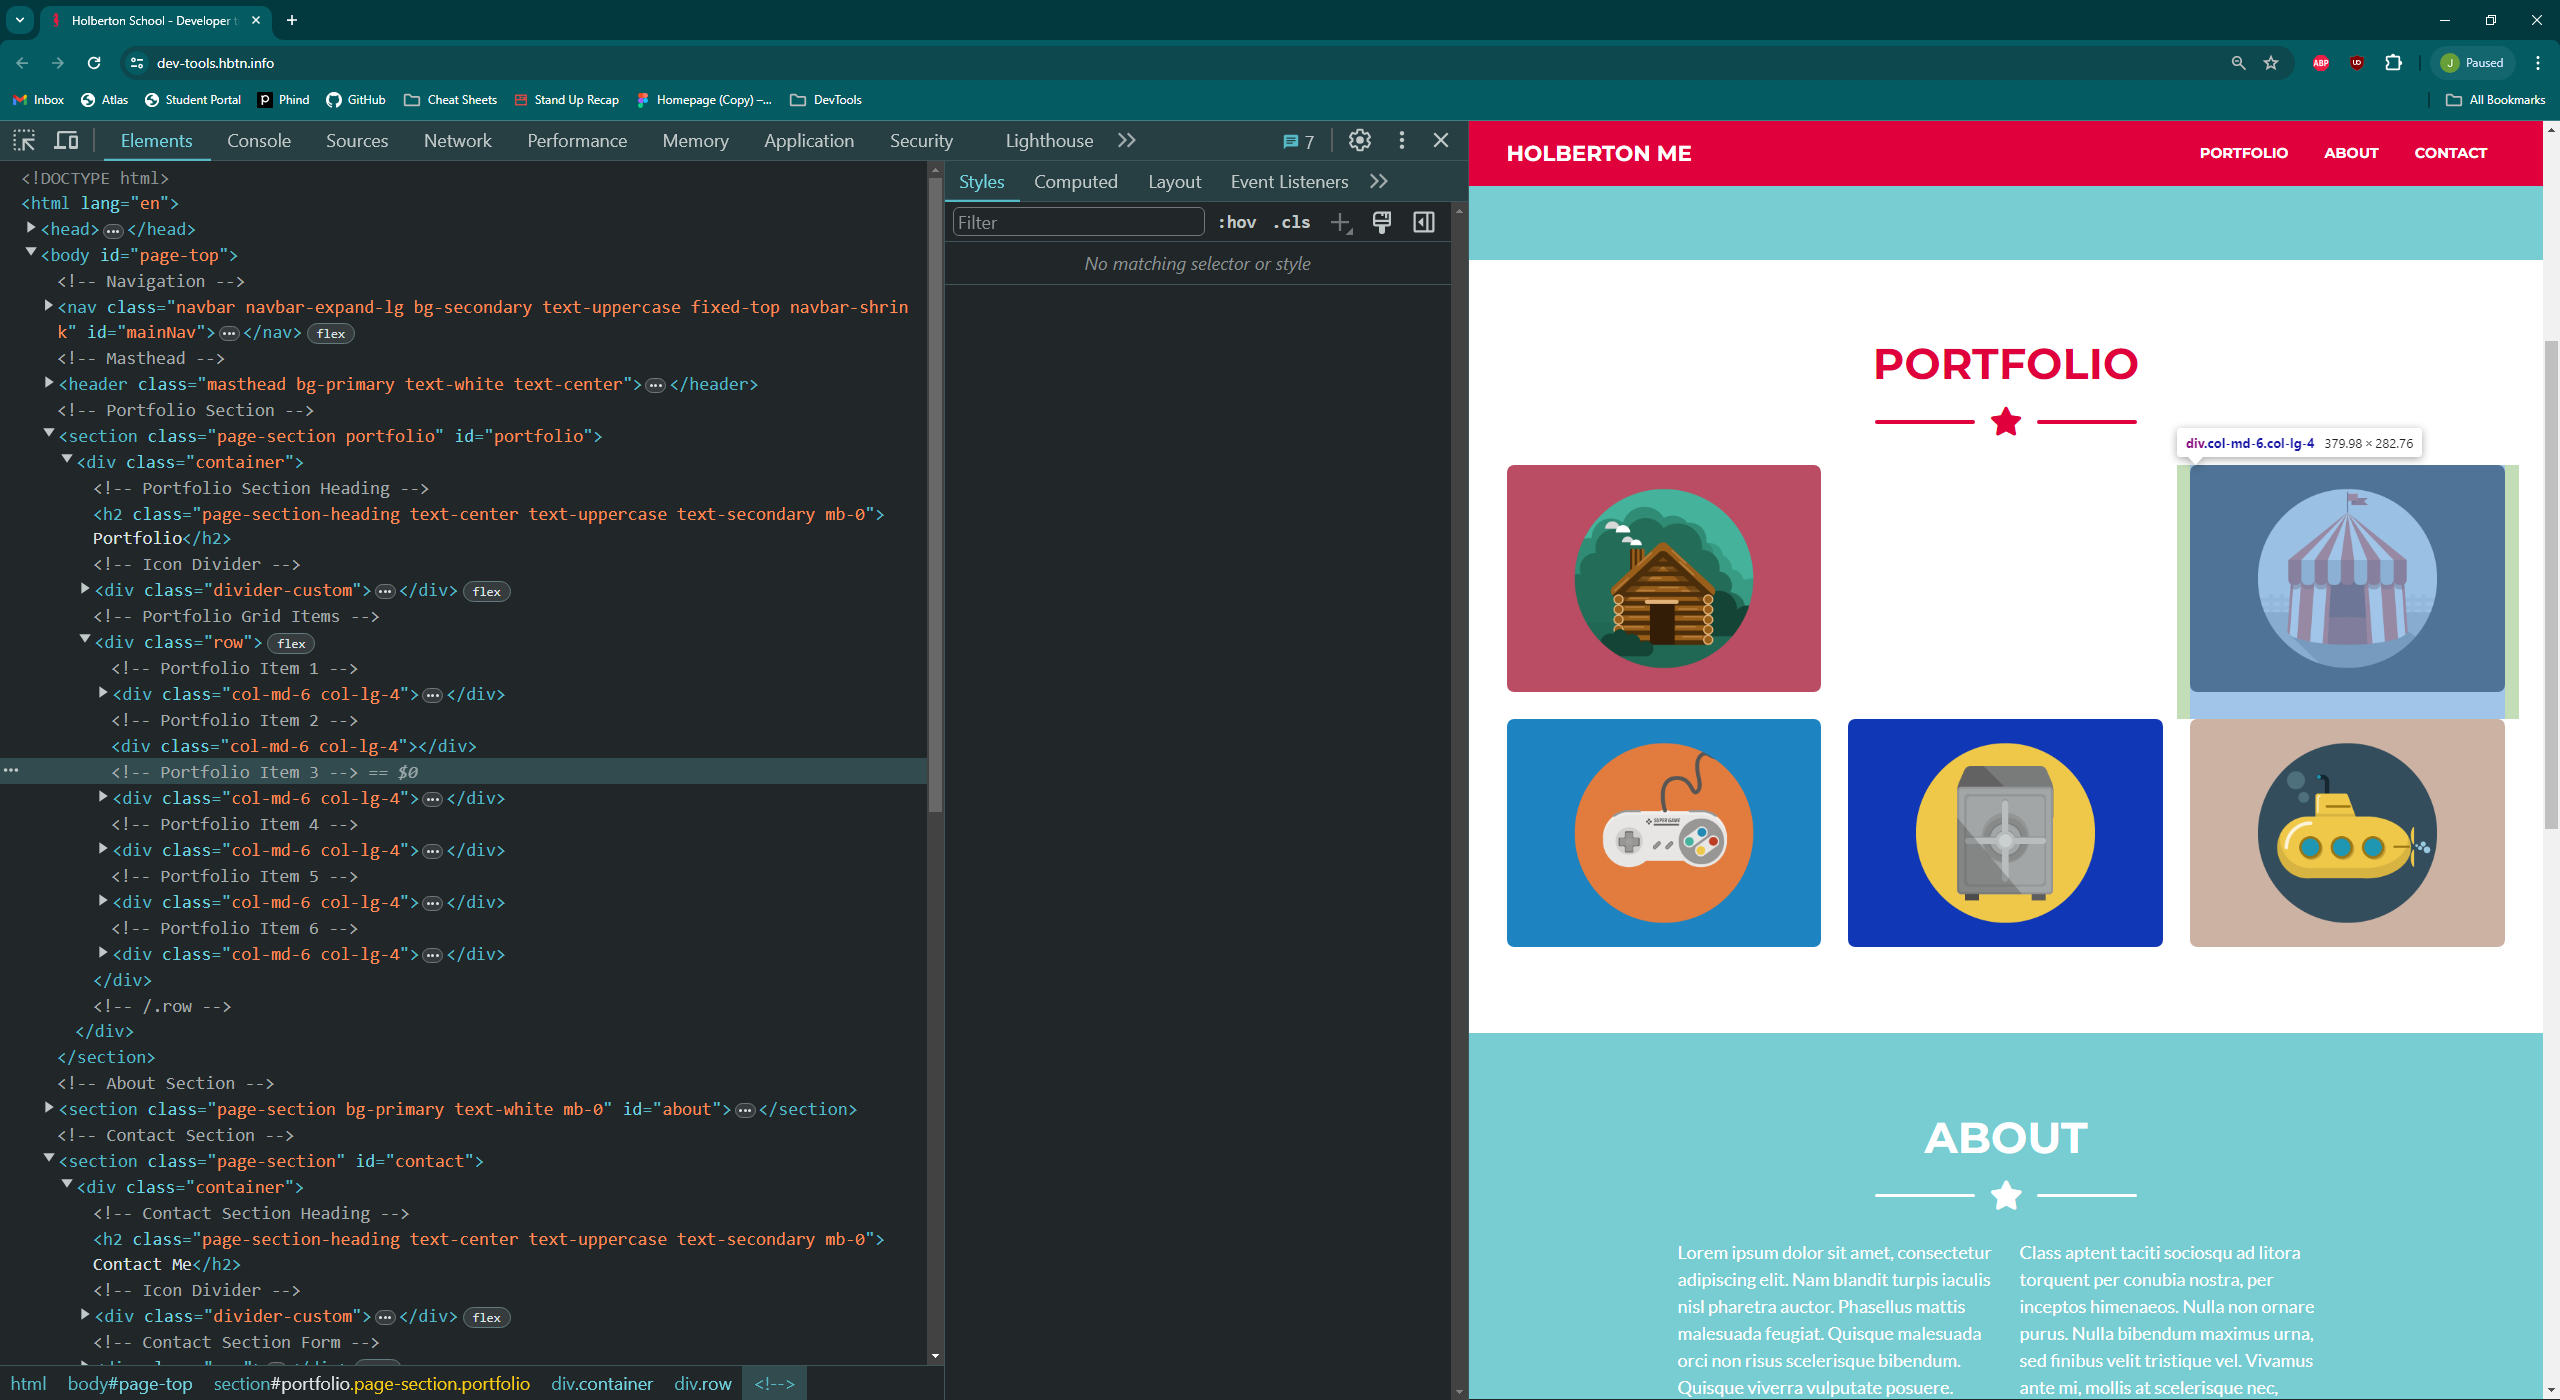 Holberton School - Developer t
dev-tools.hbtn.info
ABP
J
Paused
Inbox
Atlas
Student Portal
Phind
GitHub
Cheat Sheets
Stand Up Recap
Homepage (Copy) –...
DevTools
All Bookmarks
Elements
Console
Sources
Network
Performance
Memory
Application
Security
Lighthouse
7
<!DOCTYPE html>
<html lang="en">
<head>…</head>
<body id="page-top">
<!-- Navigation -->
<nav class="navbar navbar-expand-lg bg-secondary text-uppercase fixed-top navbar-shrin
k" id="mainNav">…</nav> flex
<!-- Masthead -->
<header class="masthead bg-primary text-white text-center">…</header>
<!-- Portfolio Section -->
<section class="page-section portfolio" id="portfolio">
<div class="container">
<!-- Portfolio Section Heading -->
<h2 class="page-section-heading text-center text-uppercase text-secondary mb-0">
Portfolio</h2>
<!-- Icon Divider -->
<div class="divider-custom">…</div> flex
<!-- Portfolio Grid Items -->
<div class="row"> flex
<!-- Portfolio Item 1 -->
<div class="col-md-6 col-lg-4">…</div>
<!-- Portfolio Item 2 -->
<div class="col-md-6 col-lg-4"></div>
<!-- Portfolio Item 3 --> == $0
<div class="col-md-6 col-lg-4">…</div>
<!-- Portfolio Item 4 -->
<div class="col-md-6 col-lg-4">…</div>
<!-- Portfolio Item 5 -->
<div class="col-md-6 col-lg-4">…</div>
<!-- Portfolio Item 6 -->
<div class="col-md-6 col-lg-4">…</div>
</div>
<!-- /.row -->
</div>
</section>
<!-- About Section -->
<section class="page-section bg-primary text-white mb-0" id="about">…</section>
<!-- Contact Section -->
<section class="page-section" id="contact">
<div class="container">
<!-- Contact Section Heading -->
<h2 class="page-section-heading text-center text-uppercase text-secondary mb-0">
Contact Me</h2>
<!-- Icon Divider -->
<div class="divider-custom">…</div> flex
<!-- Contact Section Form -->
html
body#page-top
section#portfolio.page-section.portfolio
div.container
div.row
<!-->
Styles
Computed
Layout
Event Listeners
Filter
:hov
.cls
No matching selector or style
HOLBERTON ME
PORTFOLIO
ABOUT
CONTACT
PORTFOLIO
div.col-md-6.col-lg-4 379.98 × 282.76
SUPER GAME
ABOUT
Lorem ipsum dolor sit amet, consectetur
adipiscing elit. Nam blandit turpis iaculis
nisl pharetra auctor. Phasellus mattis
malesuada feugiat. Quisque malesuada
orci non risus scelerisque bibendum.
Quisque viverra vulputate posuere.
Class aptent taciti sociosqu ad litora
torquent per conubia nostra, per
inceptos himenaeos. Nulla non ornare
purus. Nulla bibendum maximus urna,
sed finibus velit tristique vel. Vivamus
ante mi, mollis at scelerisque nec,